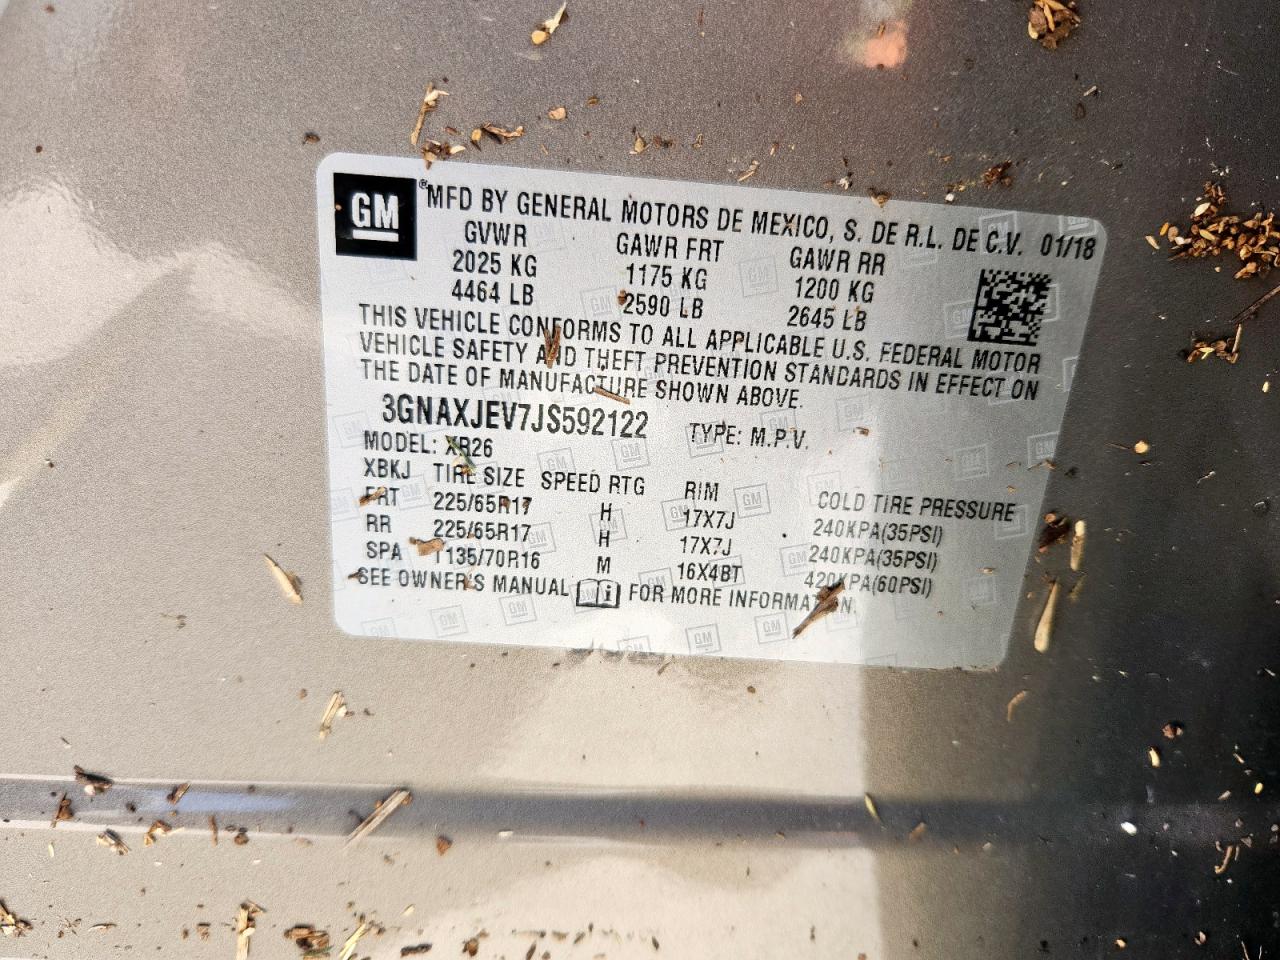 GM ® MFD BY GENERAL MOTORS DE MEXICO, S. DE R.L. DE C.V. 01/18
GVWR GAWR FRT GAWR RR
2025 KG 1175 KG 1200 KG
4464 LB 2590 LB 2645 LB
THIS VEHICLE CONFORMS TO ALL APPLICABLE U.S. FEDERAL MOTOR
VEHICLE SAFETY AND THEFT PREVENTION STANDARDS IN EFFECT ON
THE DATE OF MANUFACTURE SHOWN ABOVE.
3GNAXJEV7JS592122 TYPE: M.P.V.
MODEL: XR26
XBKJ TIRE SIZE SPEED RTG RIM COLD TIRE PRESSURE
FRT 225/65R17 H 17X7J 240KPA(35PSI)
RR 225/65R17 H 17X7J 240KPA(35PSI)
SPA T135/70R16 M 16X4BT 420KPA(60PSI)
SEE OWNER'S MANUAL FOR MORE INFORMATION.